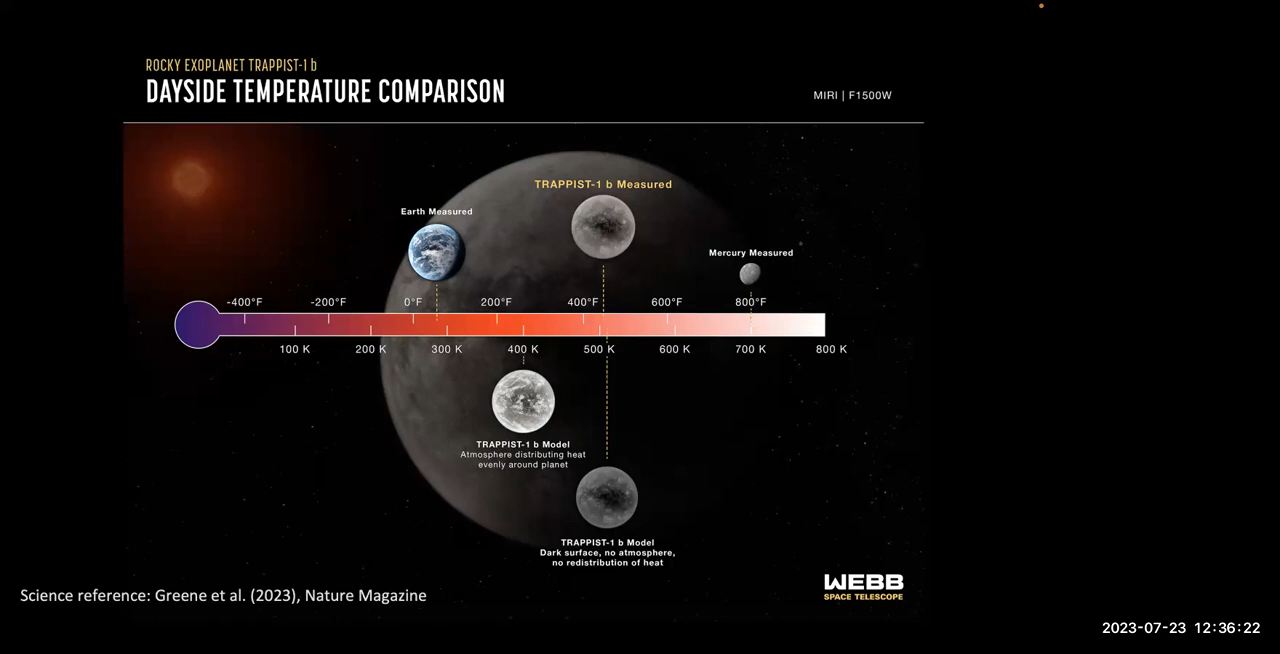 ROCKY EXOPLANET TRAPPIST-1 b
DAYSIDE TEMPERATURE COMPARISON
MIRI | F1500W
TRAPPIST-1 b Measured
Earth Measured
Mercury Measured
-400°F -200°F 0°F 200°F 400°F 600°F 800°F
100 K 200 K 300 K 400 K 500 K 600 K 700 K 800 K
TRAPPIST-1 b Model
Atmosphere distributing heat
evenly around planet
TRAPPIST-1 b Model
Dark surface, no atmosphere,
no redistribution of heat
WEBB
SPACE TELESCOPE
Science reference: Greene et al. (2023), Nature Magazine
2023-07-23 12:36:22